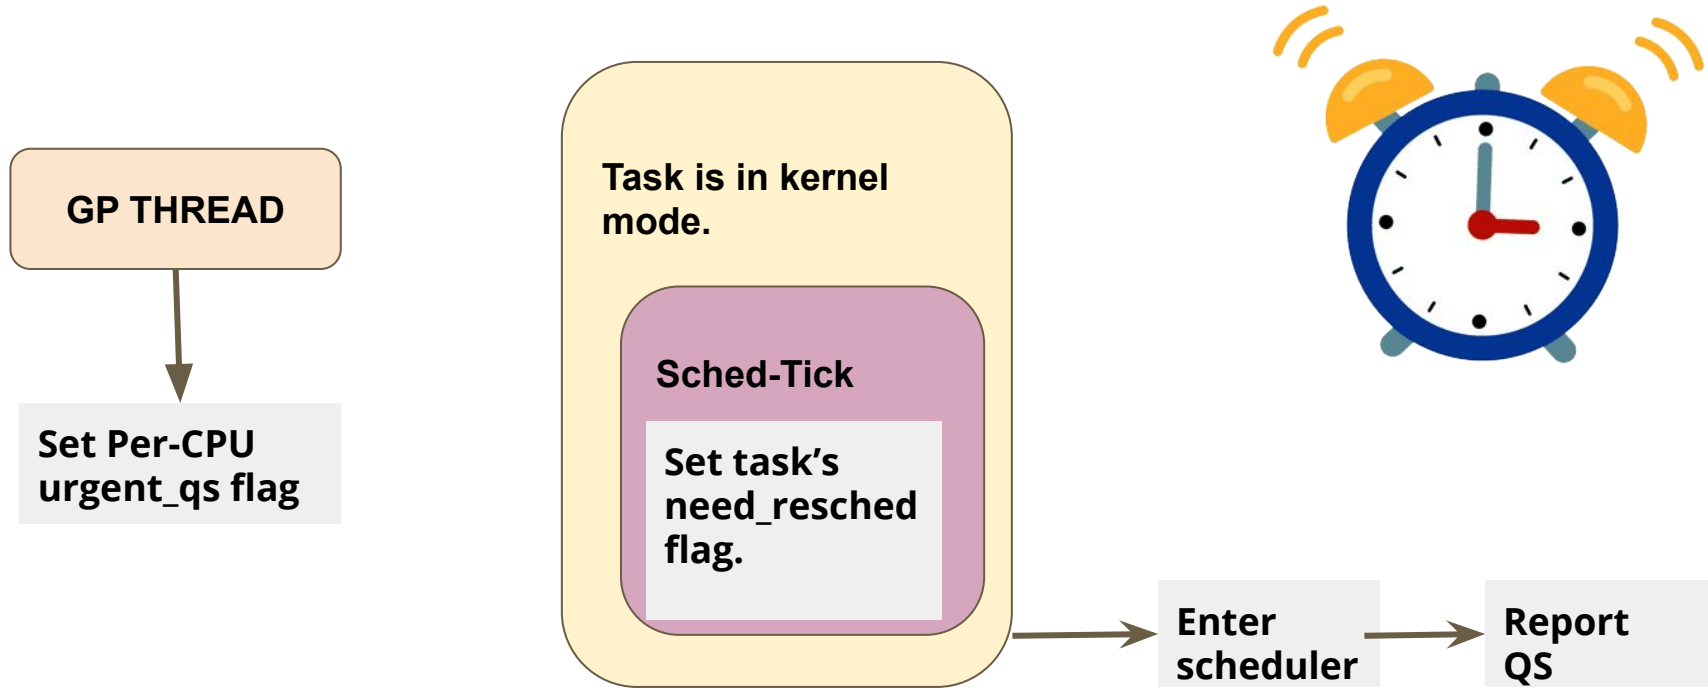 GP THREAD
Set Per-CPU
urgent_qs flag
Task is in kernel
mode.
Sched-Tick
Set task’s
need_resched
flag.
Enter
scheduler
Report
QS